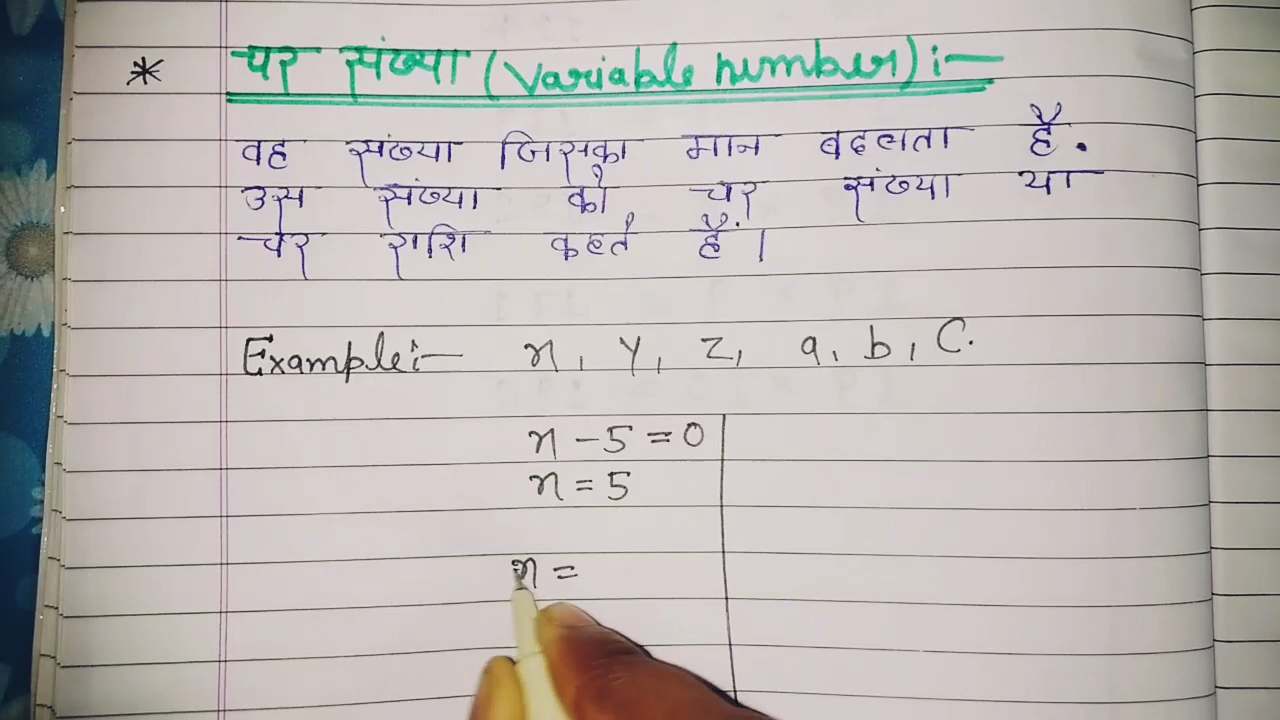 * चर संख्या (Variable number) :-
वह संख्या जिसका मान बदलता है.
उस संख्या को चर संख्या या
चर राशि कहते हैं।
Example:- x, y, z, a, b, c.
x - 5 = 0
x = 5
x =